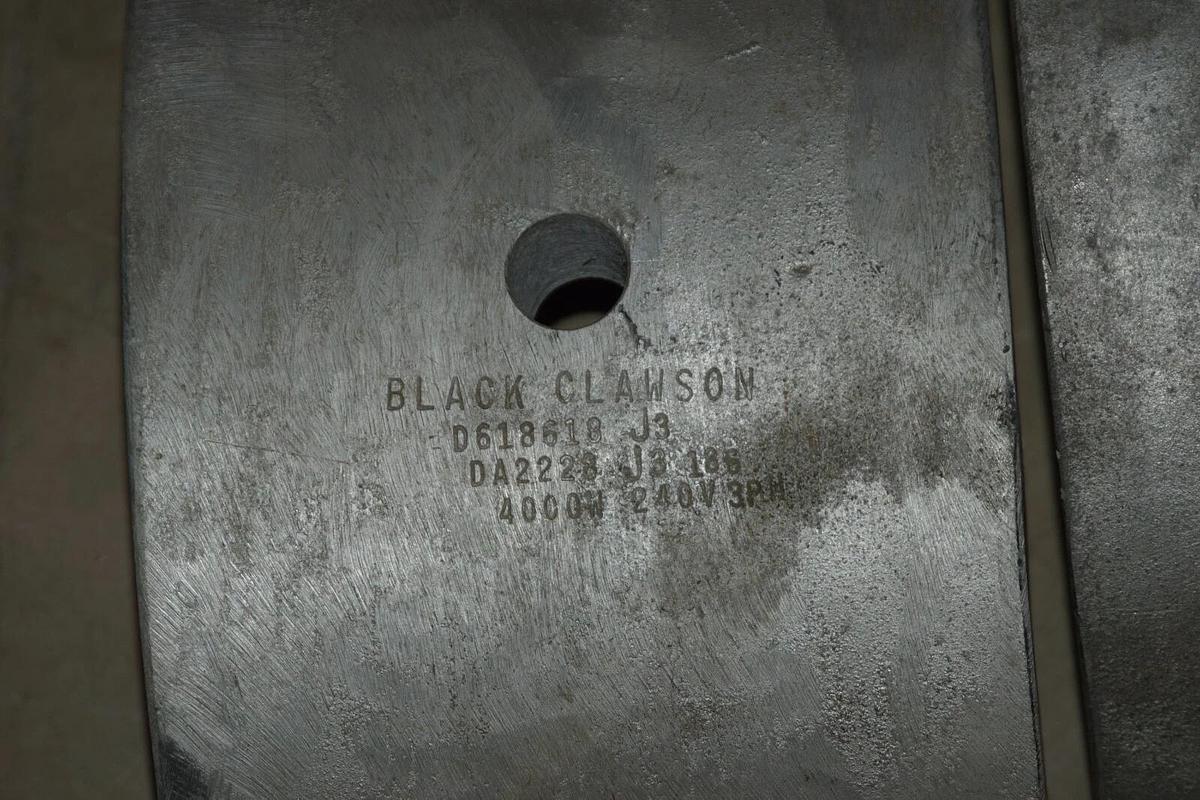 BLACK CLAWSON
D618618 J3
DA2228 J3 186
4000W 240V 3PH